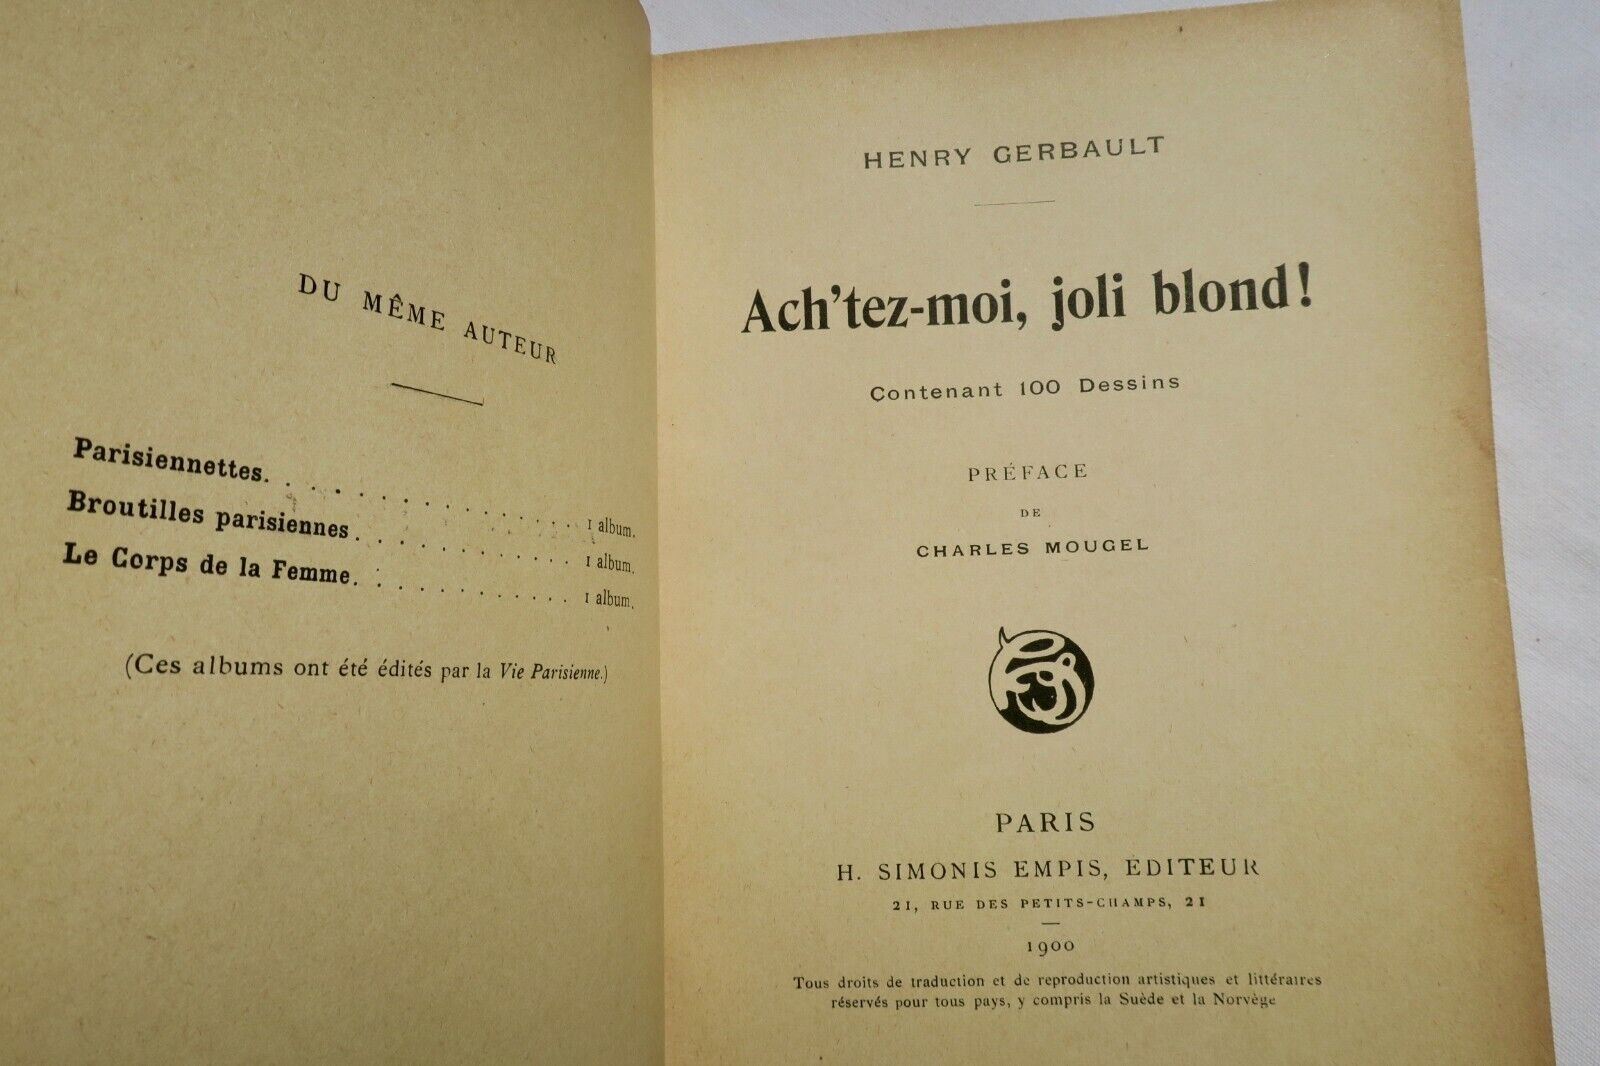 DU MÊME AUTEUR
Parisiennettes. . . . . . . . . . . . . . . . 1 album.
Broutilles parisiennes. . . . . . . . . . . . 1 album.
Le Corps de la Femme. . . . . . . . . . . . 1 album.
(Ces albums ont été édités par la Vie Parisienne.)
HENRY GERBAULT
Ach'tez-moi, joli blond!
Contenant 100 Dessins
PRÉFACE
DE
CHARLES MOUGEL
PARIS
H. SIMONIS EMPIS, ÉDITEUR
21, RUE DES PETITS-CHAMPS, 21
1900
Tous droits de traduction et de reproduction artistiques et littéraires
réservés pour tous pays, y compris la Suède et la Norvège